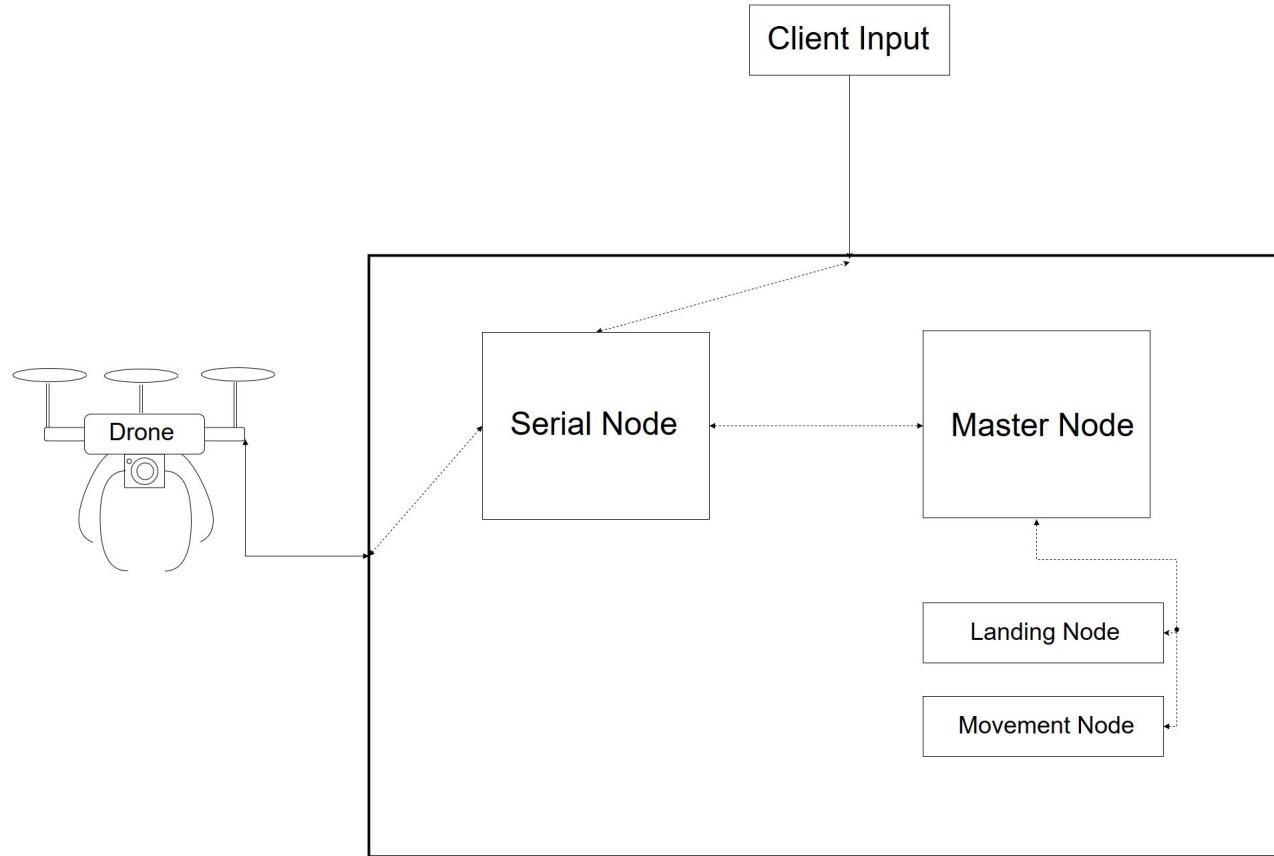 Client Input
Serial Node
Master Node
Drone
Landing Node
Movement Node